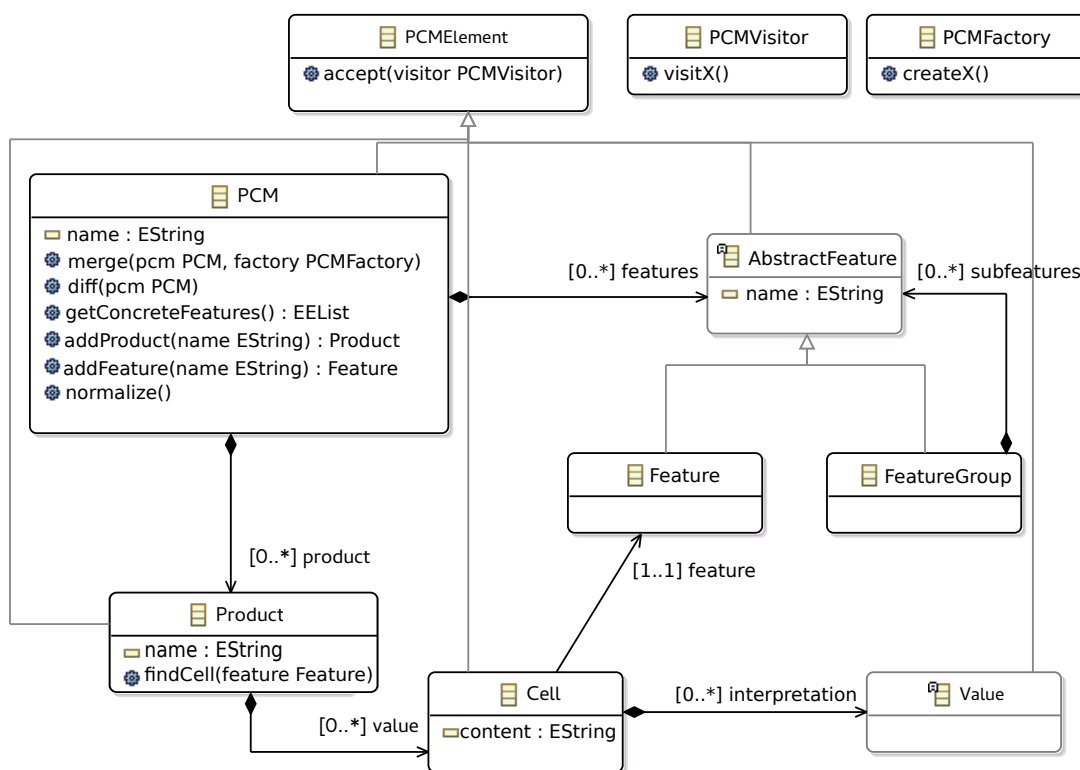 PCMElement
accept(visitor PCMVisitor)
PCMVisitor
visitX()
PCMFactory
createX()
PCM
name : EString
merge(pcm PCM, factory PCMFactory)
diff(pcm PCM)
getConcreteFeatures() : EEList
addProduct(name EString) : Product
addFeature(name EString) : Feature
normalize()
[0..*] features
AbstractFeature
name : EString
[0..*] subfeatures
Feature
FeatureGroup
[0..*] product
[1..1] feature
Product
name : EString
findCell(feature Feature)
[0..*] value
Cell
content : EString
[0..*] interpretation
Value